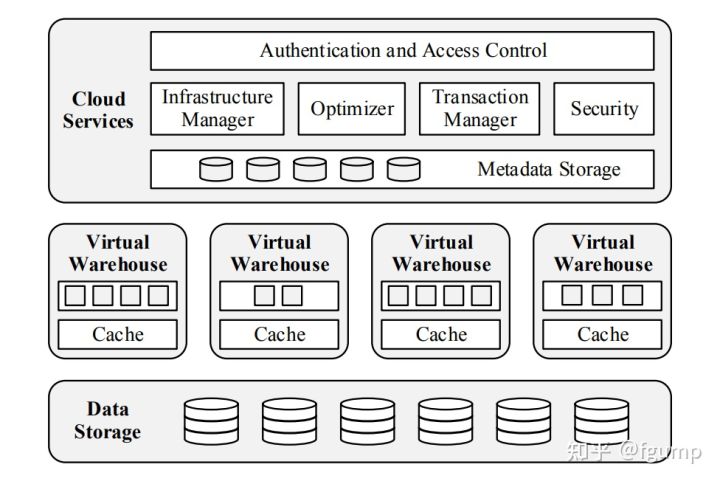 Authentication and Access Control
Cloud
Services
Infrastructure
Manager
Optimizer
Transaction
Manager
Security
Metadata Storage
Virtual
Warehouse
Cache
Virtual
Warehouse
Cache
Virtual
Warehouse
Cache
Virtual
Warehouse
Cache
Data
Storage
知乎 @fgump